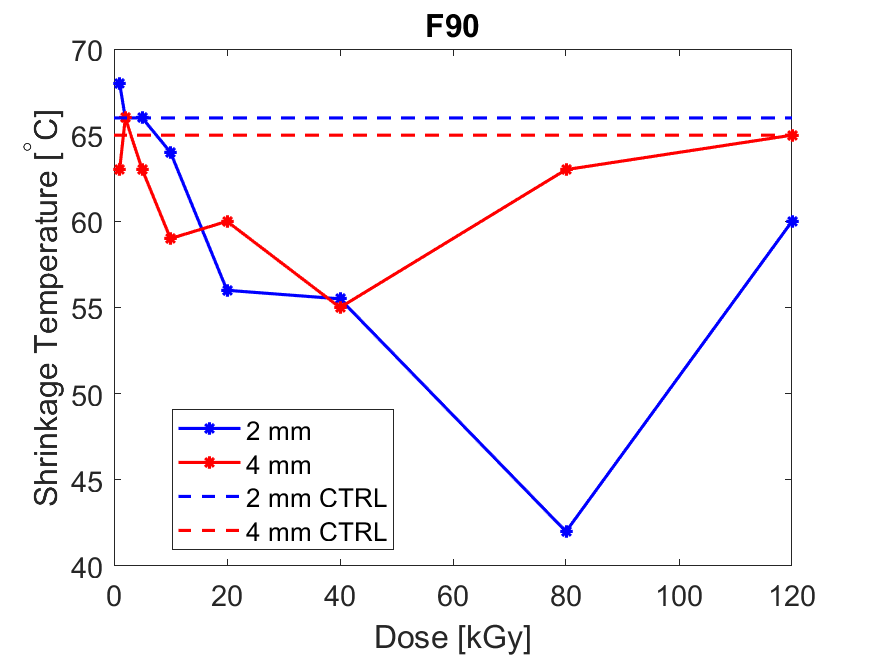 F90
Shrinkage Temperature [°C]
70
65
60
55
50
45
40
2 mm
4 mm
2 mm CTRL
4 mm CTRL
0 20 40 60 80 100 120
Dose [kGy]